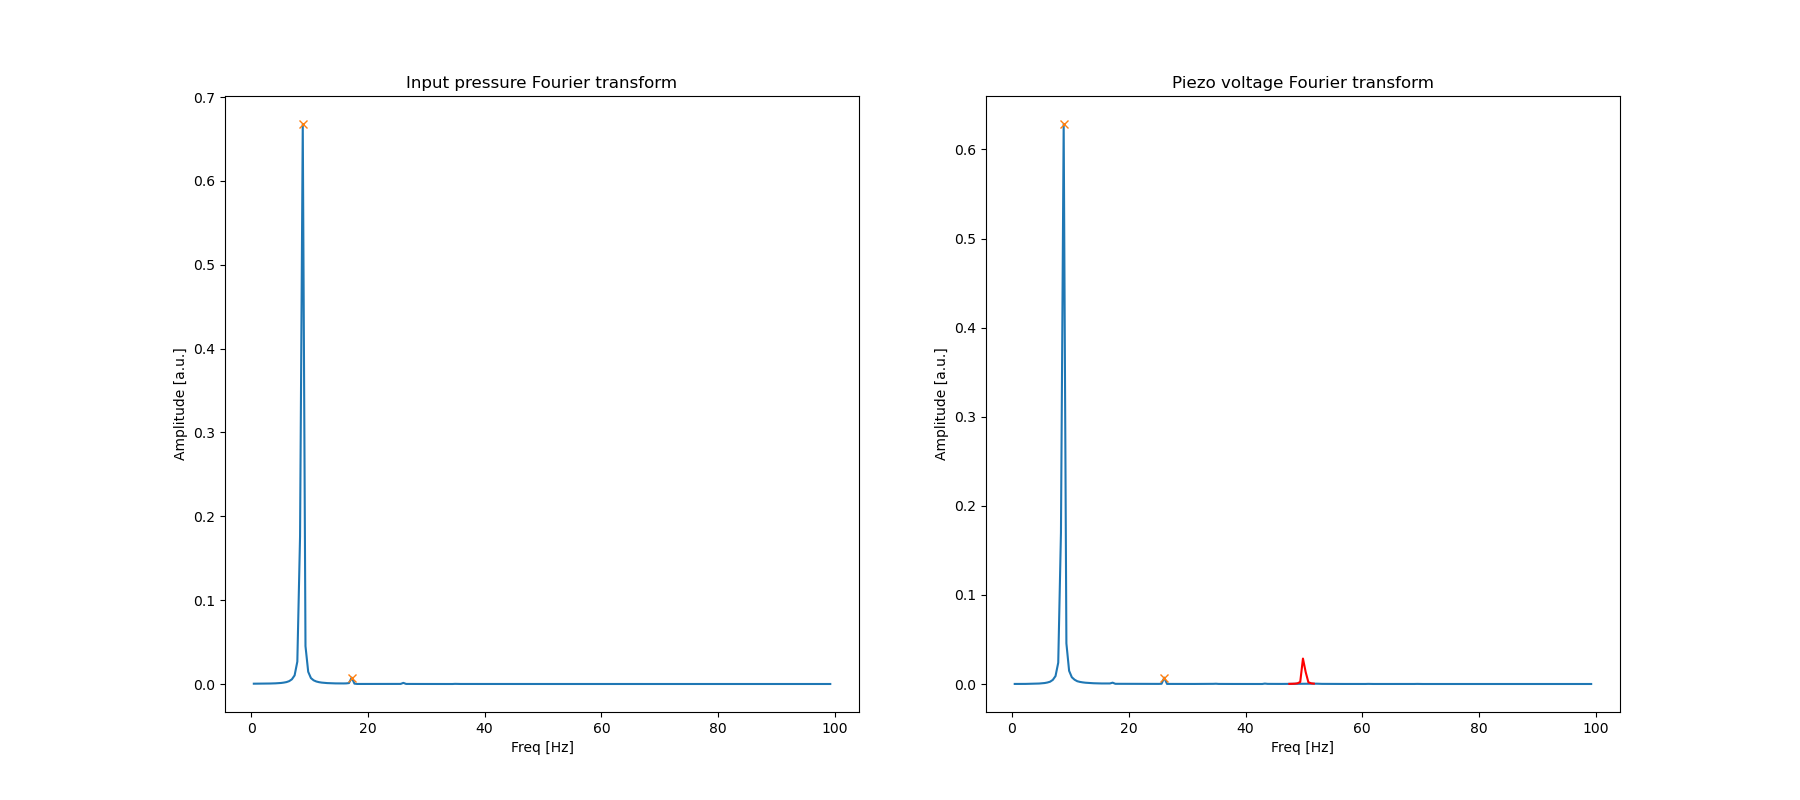 Input pressure Fourier transform
0.7
0.6
0.5
0.4
0.3
0.2
0.1
0.0
Amplitude [a.u.]
0 20 40 60 80 100
Freq [Hz]
Piezo voltage Fourier transform
0.6
0.5
0.4
0.3
0.2
0.1
0.0
Amplitude [a.u.]
0 20 40 60 80 100
Freq [Hz]